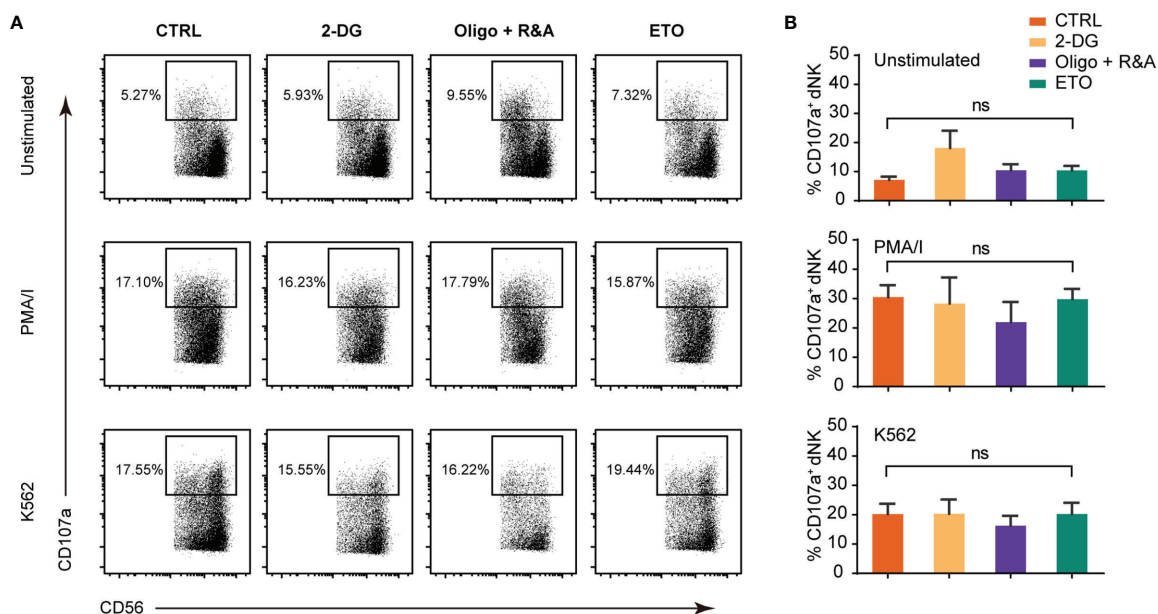 A
CTRL
2-DG
Oligo + R&A
ETO
Unstimulated
5.27%
5.93%
9.55%
7.32%
PMA/I
17.10%
16.23%
17.79%
15.87%
K562
17.55%
15.55%
16.22%
19.44%
CD107a
CD56
B
CTRL
2-DG
Oligo + R&A
ETO
Unstimulated
ns
% CD107a⁺ dNK
50
40
30
20
10
0
PMA/I
ns
% CD107a⁺ dNK
50
40
30
20
10
0
K562
ns
% CD107a⁺ dNK
50
40
30
20
10
0